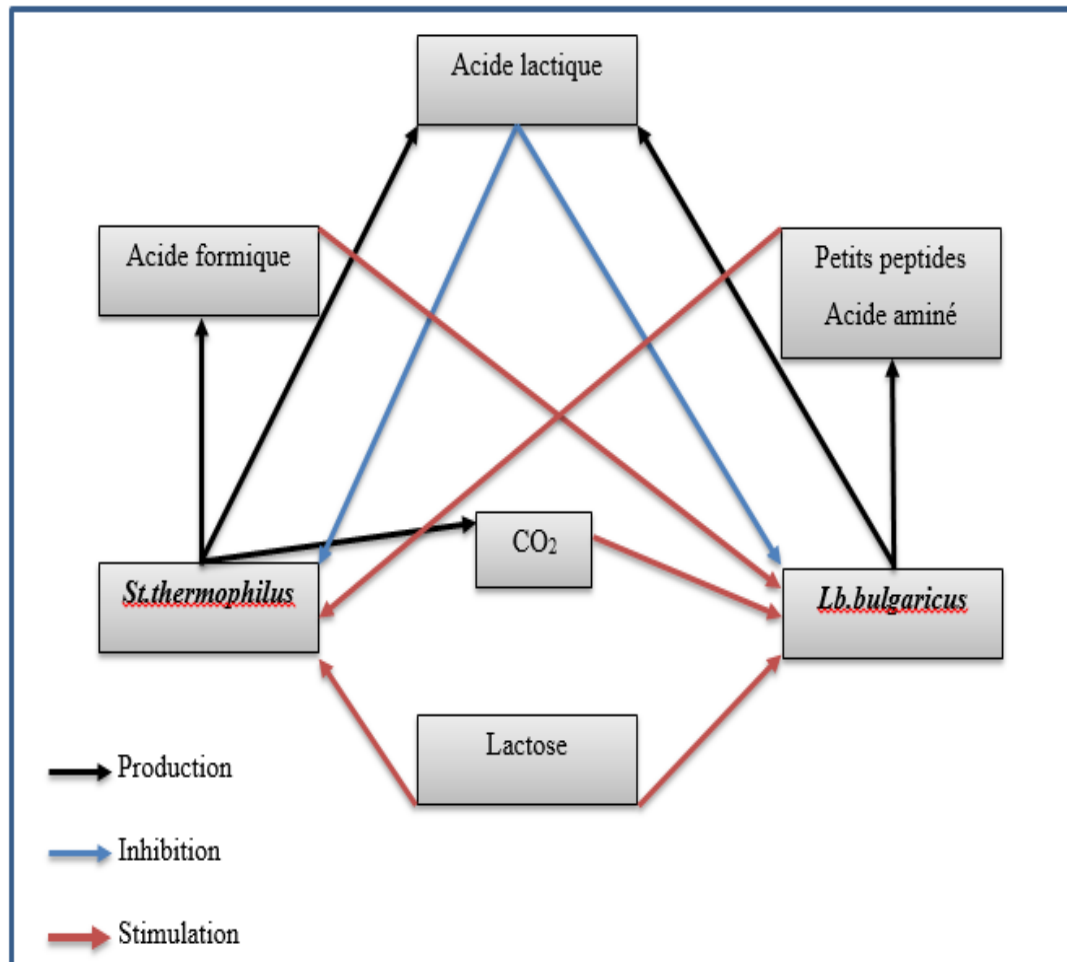 Acide lactique
Acide formique
Petits peptides
Acide aminé
CO₂
St.thermophilus
Lb.bulgaricus
Lactose
Production
Inhibition
Stimulation